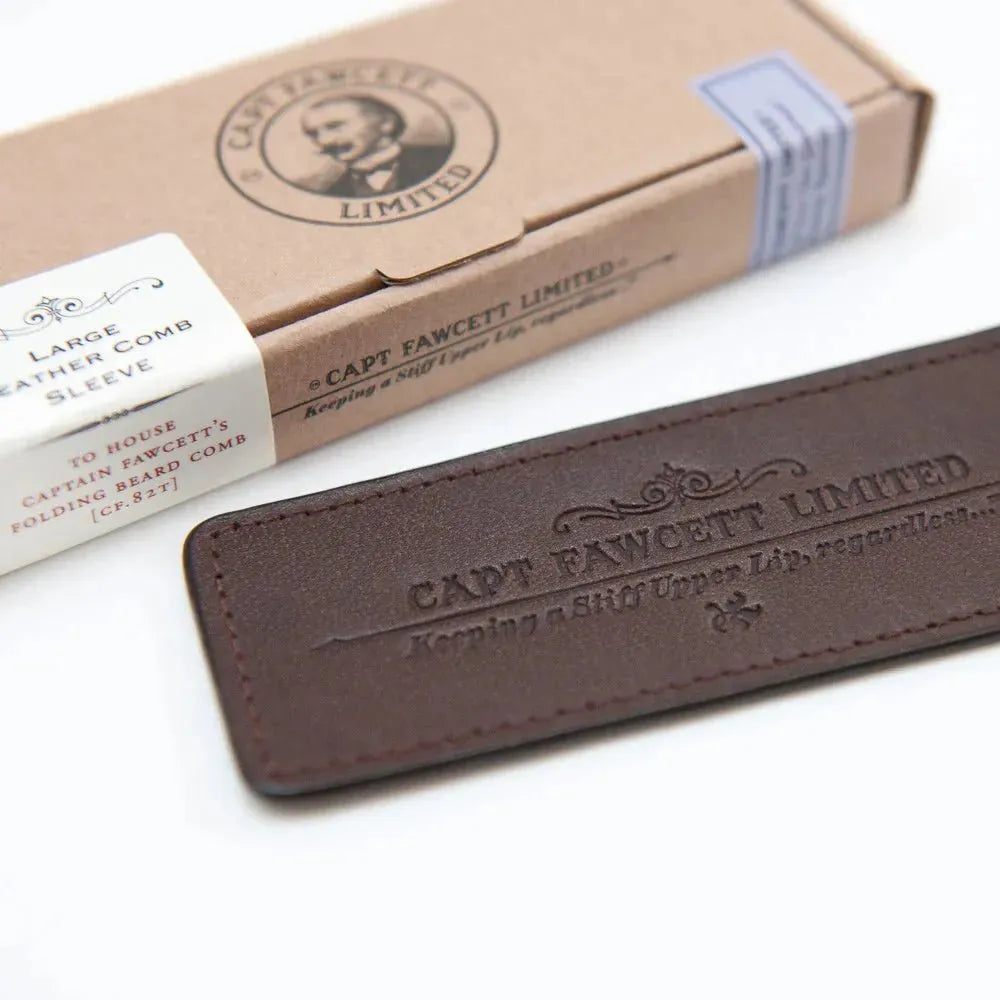 CAPT FAWCETT
LIMITED
LARGE
EATHER COMB
SLEEVE
TO HOUSE
CAPTAIN FAWCETT'S
FOLDING BEARD COMB
[CF.82T]
CAPT FAWCETT LIMITED
Keeping a Stiff Upper Lip, regardless...
CAPT FAWCETT LIMITED
Keeping a Stiff Upper Lip, regardless...